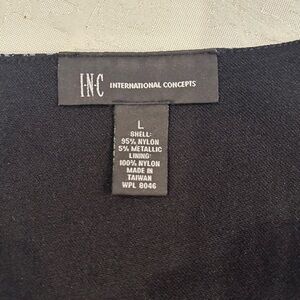 I·N·C INTERNATIONAL CONCEPTS
L
SHELL:
95% NYLON
5% METALLIC
LINING:
100% NYLON
MADE IN
TAIWAN
WPL 8046